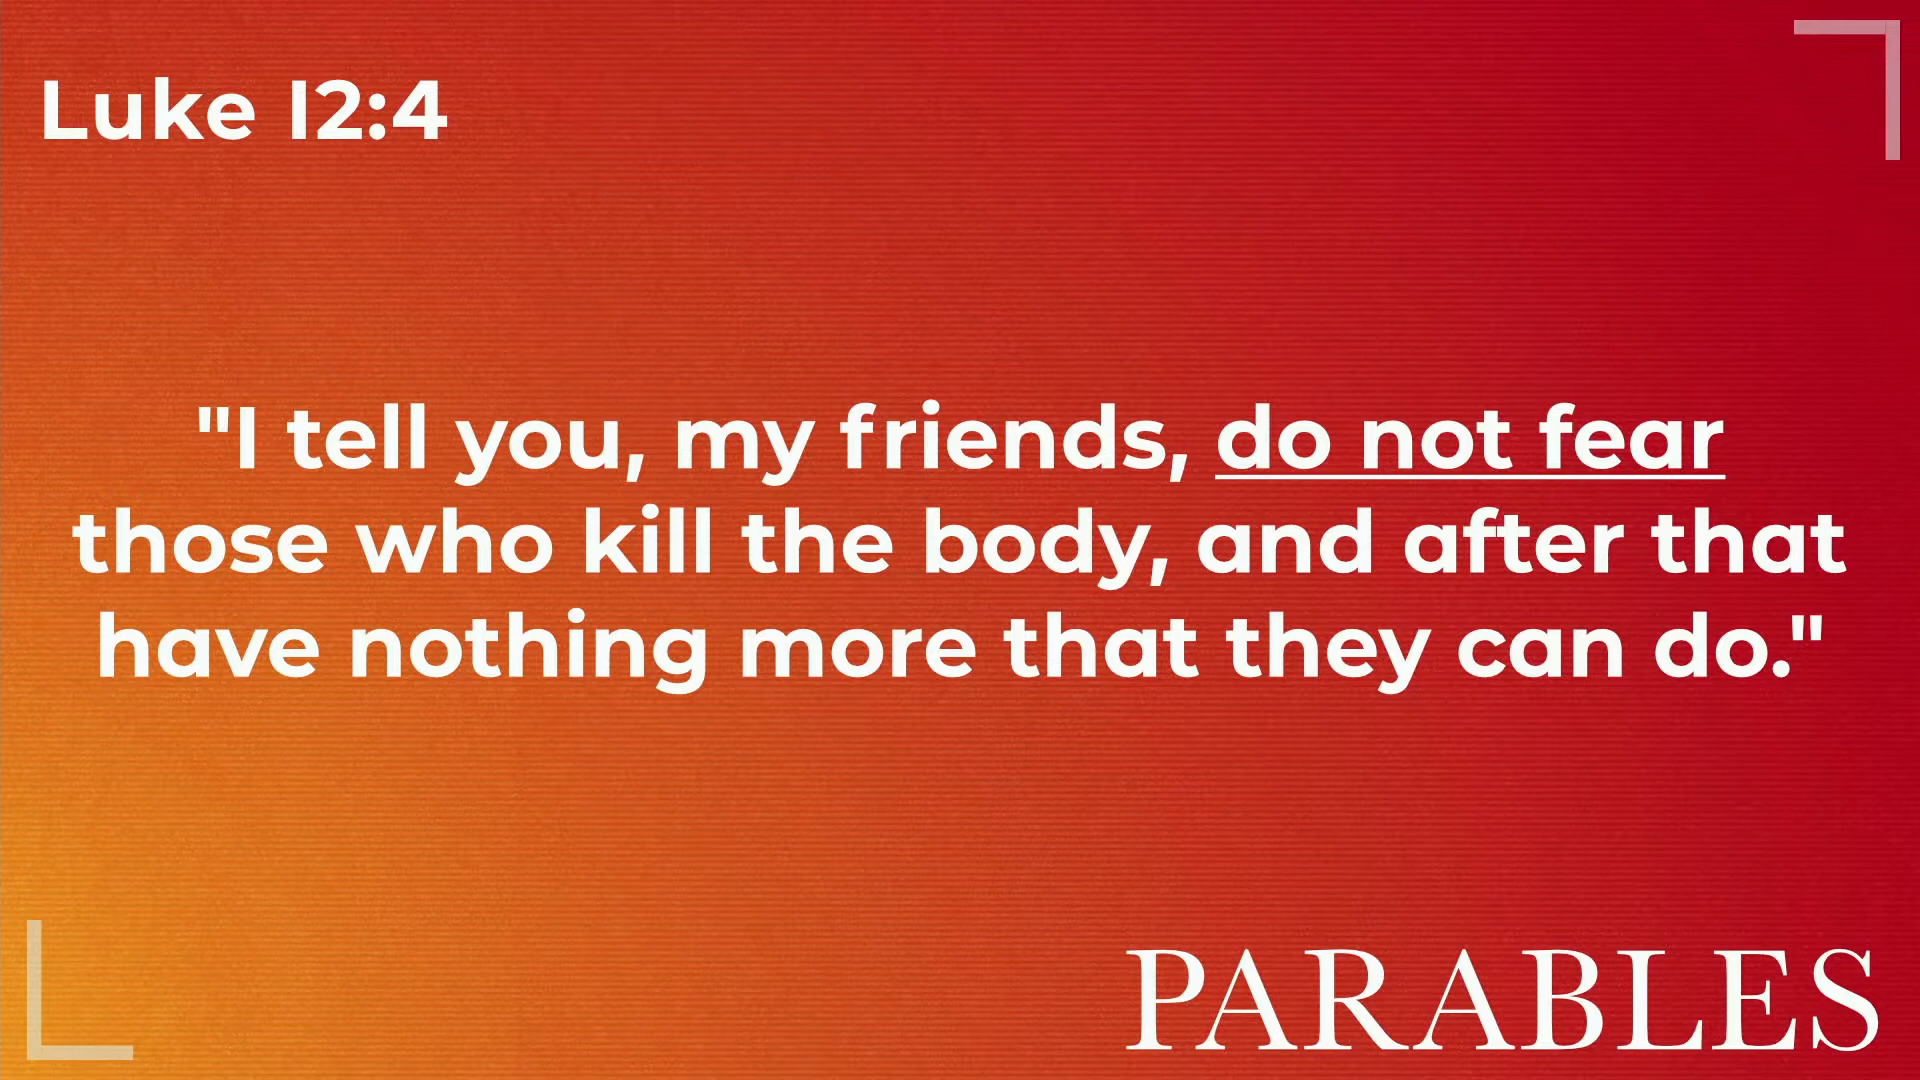 Luke 12:4
"I tell you, my friends, do not fear
those who kill the body, and after that
have nothing more that they can do."
PARABLES